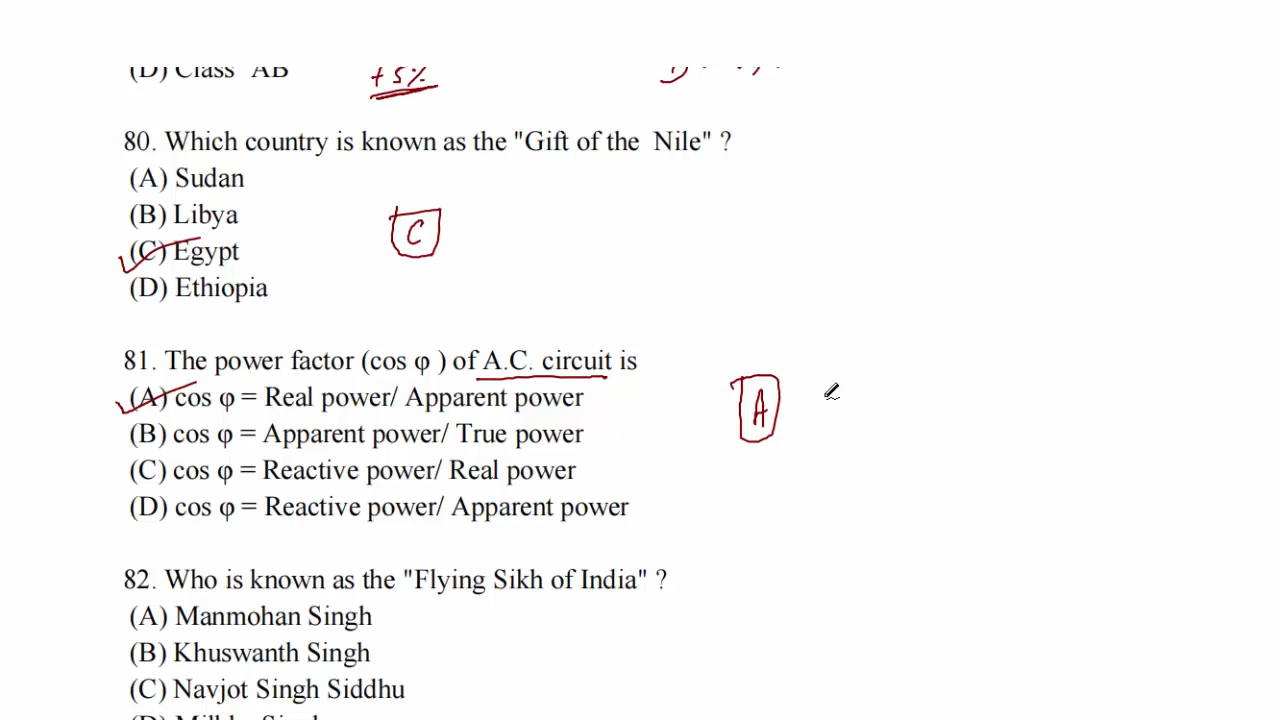 (D) Class AB
+5%
80. Which country is known as the "Gift of the Nile" ?
(A) Sudan
(B) Libya
C
(C) Egypt
(D) Ethiopia
81. The power factor (cos φ ) of A.C. circuit is
(A) cos φ = Real power/ Apparent power
A
(B) cos φ = Apparent power/ True power
(C) cos φ = Reactive power/ Real power
(D) cos φ = Reactive power/ Apparent power
82. Who is known as the "Flying Sikh of India" ?
(A) Manmohan Singh
(B) Khuswanth Singh
(C) Navjot Singh Siddhu